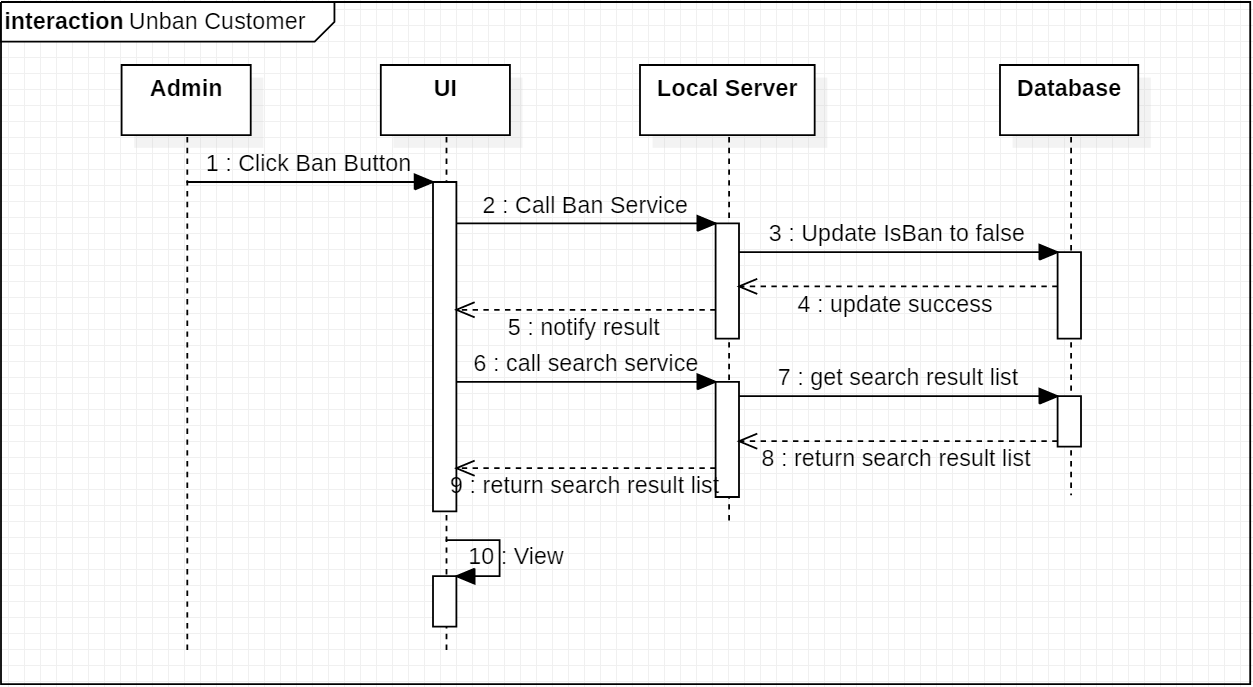 interaction Unban Customer
Admin
UI
Local Server
Database
1 : Click Ban Button
2 : Call Ban Service
3 : Update IsBan to false
4 : update success
5 : notify result
6 : call search service
7 : get search result list
8 : return search result list
9 : return search result list
10 : View